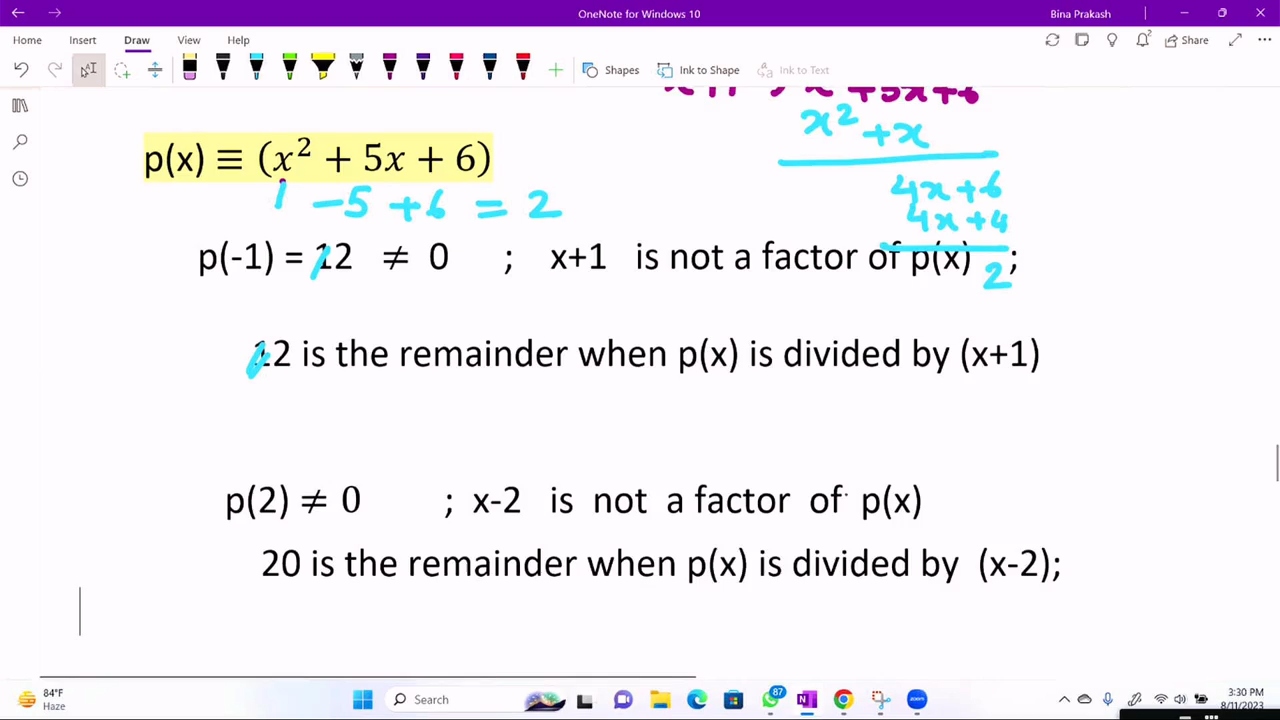 OneNote for Windows 10
Bina Prakash
Home Insert Draw View Help
Share
Shapes Ink to Shape Ink to Text
x² + x
p(x) ≡ (x² + 5x + 6)
4x + 6
1 - 5 + 6 = 2
4x + 4
p(-1) = 12 ≠ 0 ; x+1 is not a factor of p(x) ;
2
12 is the remainder when p(x) is divided by (x+1)
p(2) ≠ 0 ; x-2 is not a factor of p(x)
20 is the remainder when p(x) is divided by (x-2);
84°F
Haze
Search
87
3:30 PM
8/11/2023